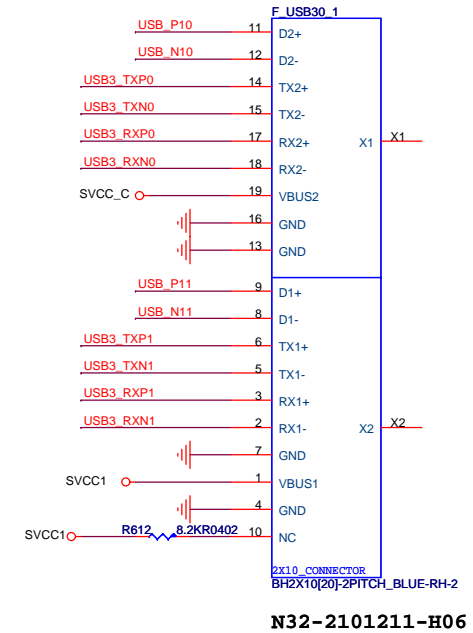 F_USB30_1
USB_P10 11 D2+
USB_N10 12 D2-
USB3_TXP0 14 TX2+
USB3_TXN0 15 TX2-
USB3_RXP0 17 RX2+ X1 X1
USB3_RXN0 18 RX2-
SVCC_C 19 VBUS2
16 GND
13 GND
USB_P11 9 D1+
USB_N11 8 D1-
USB3_TXP1 6 TX1+
USB3_TXN1 5 TX1-
USB3_RXP1 3 RX1+
USB3_RXN1 2 RX1- X2 X2
7 GND
SVCC1 1 VBUS1
4 GND
SVCC1 R612 8.2KR0402 10 NC
2X10_CONNECTOR
BH2X10[20]-2PITCH_BLUE-RH-2
N32-2101211-H06